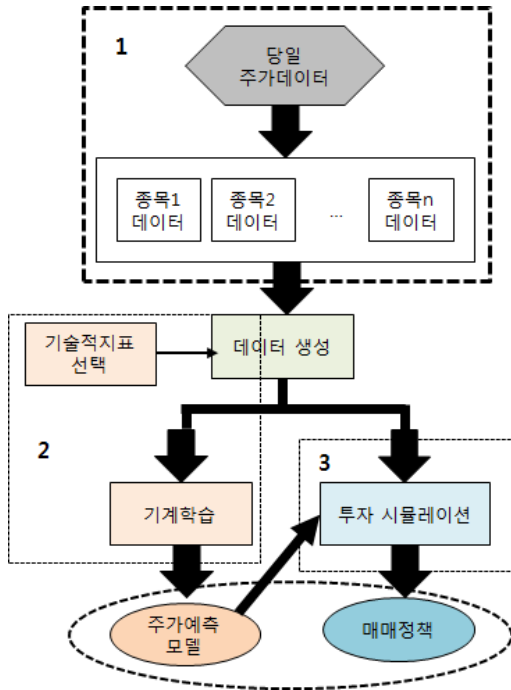 1
당일
주가데이터
종목1
데이터
종목2
데이터
...
종목n
데이터
기술적지표
선택
데이터 생성
2
3
기계학습
투자 시뮬레이션
주가예측
모델
매매정책